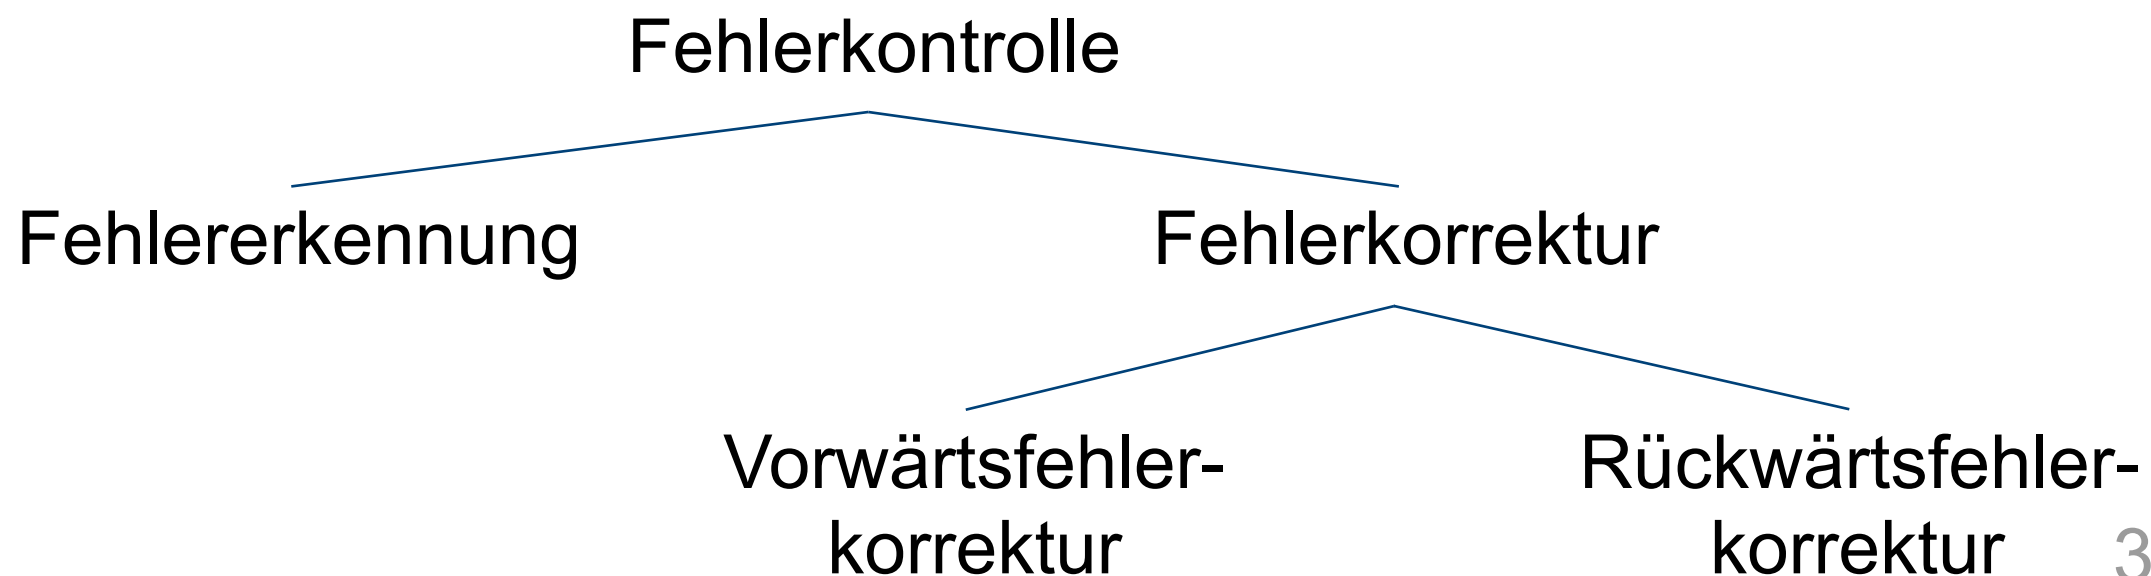 Fehlerkontrolle
Fehlererkennung
Fehlerkorrektur
Vorwärtsfehler-
korrektur
Rückwärtsfehler-
korrektur
3